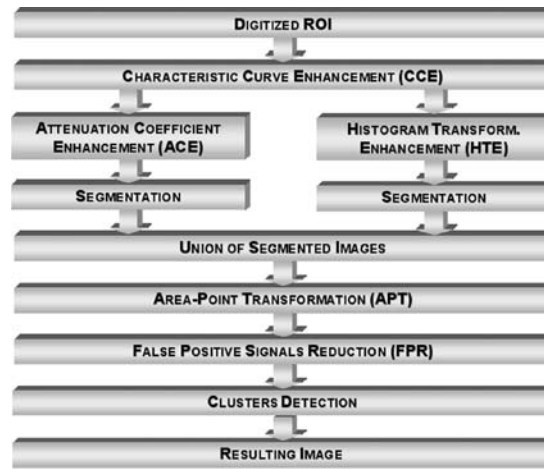 DIGITIZED ROI
CHARACTERISTIC CURVE ENHANCEMENT (CCE)
ATTENUATION COEFFICIENT
ENHANCEMENT (ACE)
HISTOGRAM TRANSFORM.
ENHANCEMENT (HTE)
SEGMENTATION
SEGMENTATION
UNION OF SEGMENTED IMAGES
AREA-POINT TRANSFORMATION (APT)
FALSE POSITIVE SIGNALS REDUCTION (FPR)
CLUSTERS DETECTION
RESULTING IMAGE